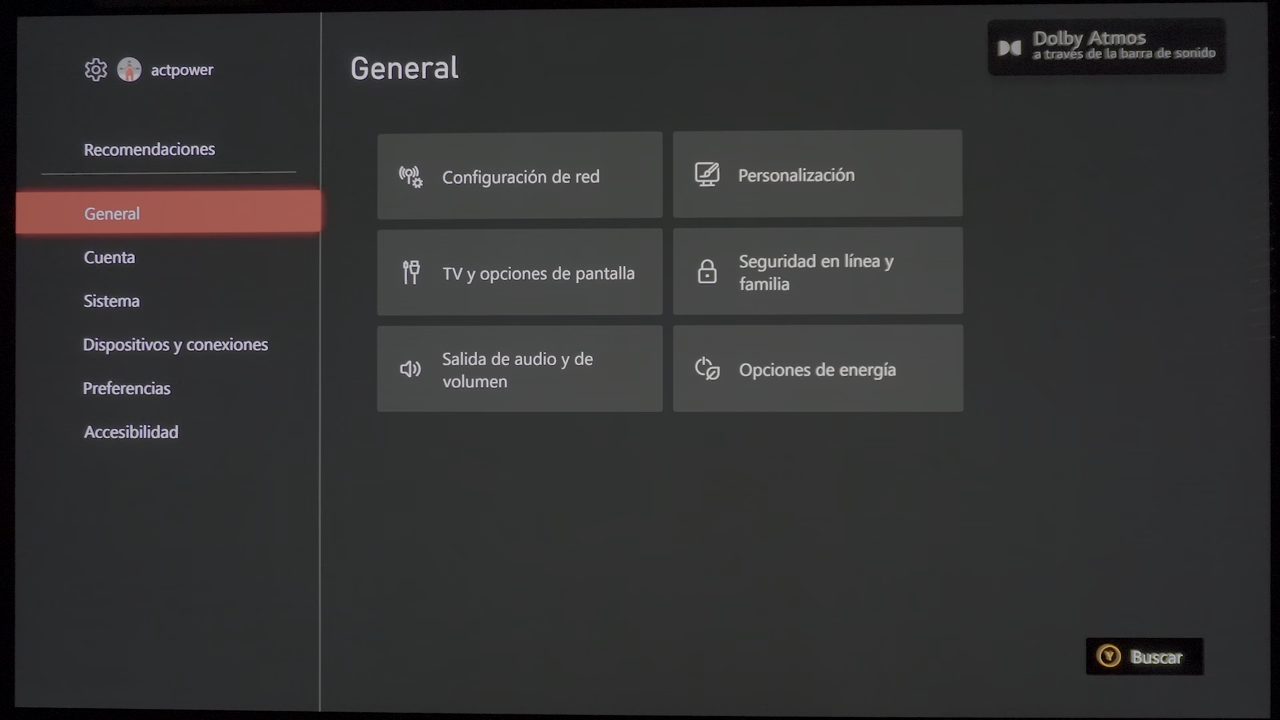 actpower
Recomendaciones
General
Cuenta
Sistema
Dispositivos y conexiones
Preferencias
Accesibilidad
General
Configuración de red
Personalización
TV y opciones de pantalla
Seguridad en línea y
familia
Salida de audio y de
volumen
Opciones de energía
Dolby Atmos
a través de la barra de sonido
Y Buscar